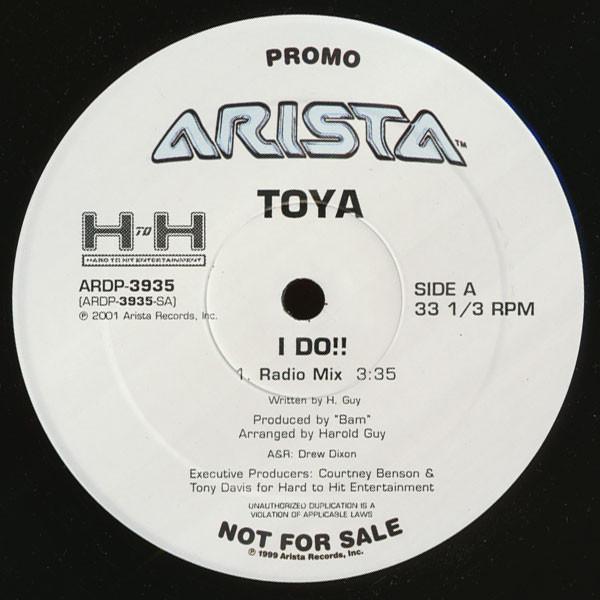 PROMO
ARISTA™
TOYA
H TO H
HARD TO HIT ENTERTAINMENT
ARDP-3935
(ARDP-3935-SA)
℗ 2001 Arista Records, Inc.
SIDE A
33 1/3 RPM
I DO!!
1. Radio Mix 3:35
Written by H. Guy
Produced by "Bam"
Arranged by Harold Guy
A&R: Drew Dixon
Executive Producers: Courtney Benson &
Tony Davis for Hard to Hit Entertainment
UNAUTHORIZED DUPLICATION IS A
VIOLATION OF APPLICABLE LAWS
NOT FOR SALE
℗ 1999 Arista Records, Inc.